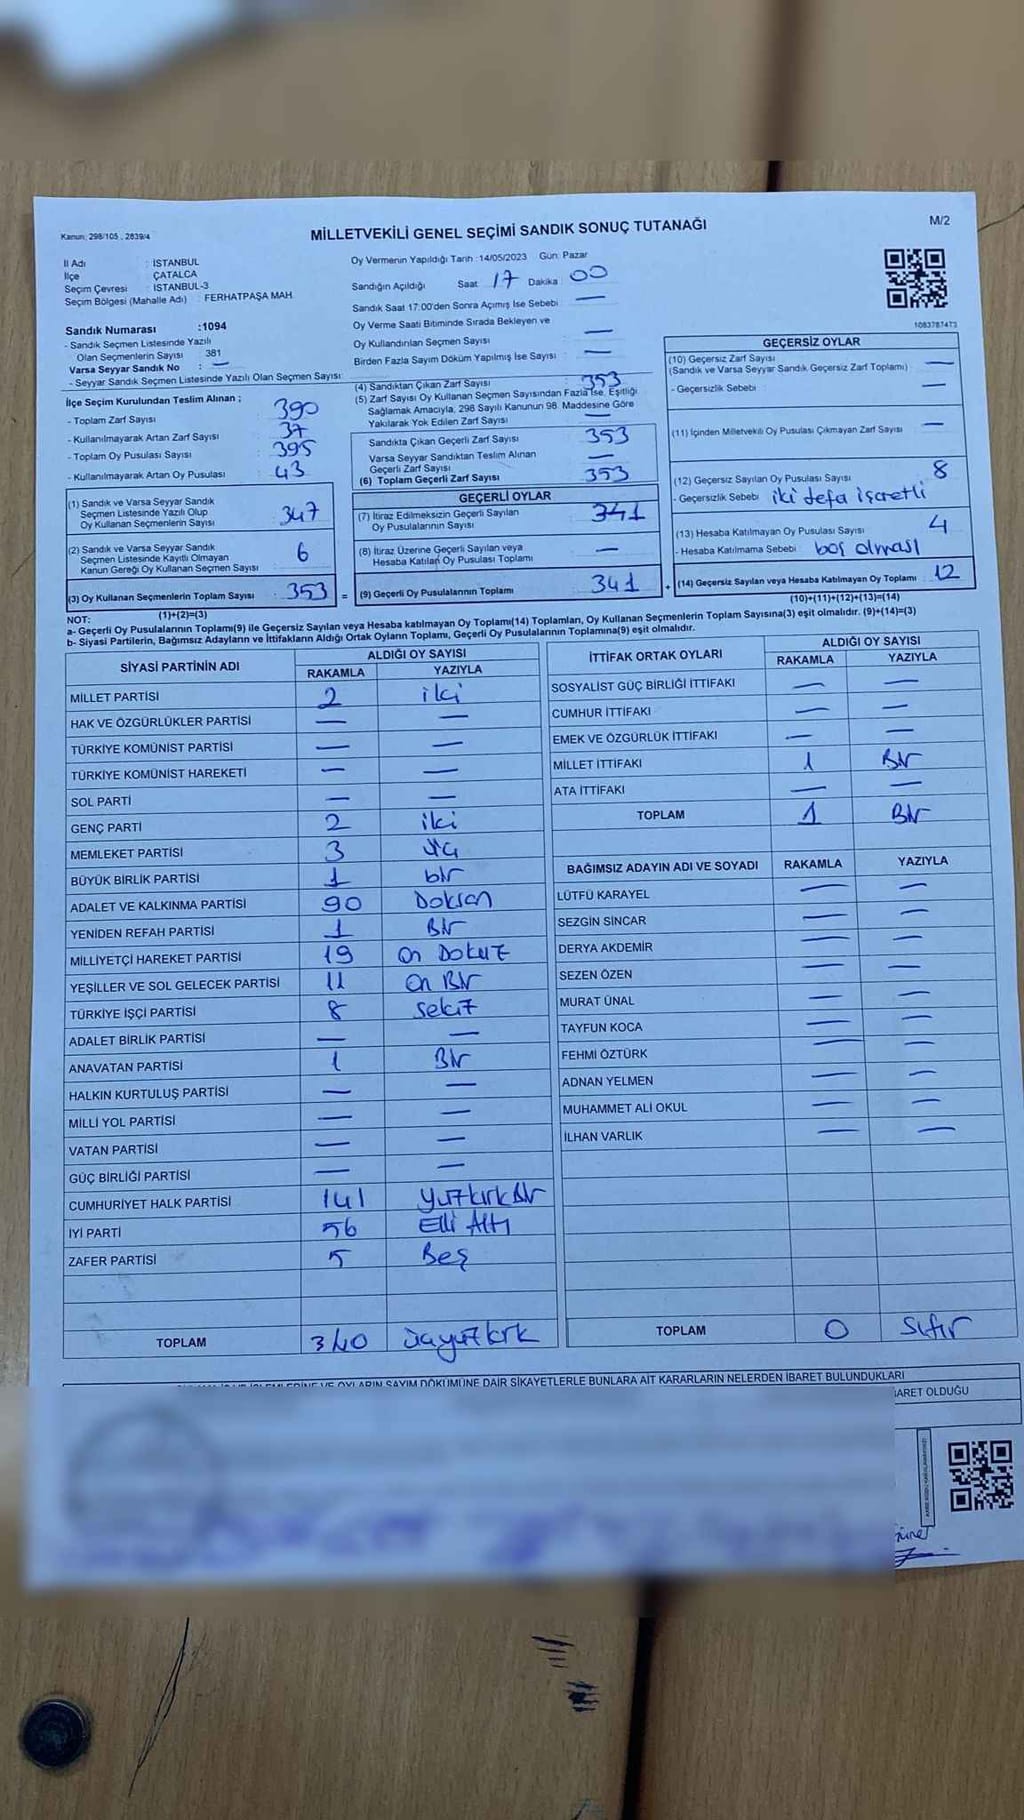 Kanun: 298/105 , 2839/4
MİLLETVEKİLİ GENEL SEÇİMİ SANDIK SONUÇ TUTANAĞI
M/2
İl Adı : İSTANBUL
İlçe : ÇATALCA
Seçim Çevresi : İSTANBUL-3
Seçim Bölgesi (Mahalle Adı) : FERHATPAŞA MAH.
Sandık Numarası :1094
- Sandık Seçmen Listesinde Yazılı
Olan Seçmenlerin Sayısı : 381
Varsa Seyyar Sandık No : —
- Seyyar Sandık Seçmen Listesinde Yazılı Olan Seçmen Sayısı:
İlçe Seçim Kurulundan Teslim Alınan ;
- Toplam Zarf Sayısı : 390
- Kullanılmayarak Artan Zarf Sayısı : 37
- Toplam Oy Pusulası Sayısı : 395
- Kullanılmayarak Artan Oy Pusulası : 43
(1) Sandık ve Varsa Seyyar Sandık
Seçmen Listesinde Yazılı Olup
Oy Kullanan Seçmenlerin Sayısı : 347
(2) Sandık ve Varsa Seyyar Sandık
Seçmen Listesinde Kayıtlı Olmayan
Kanun Gereği Oy Kullanan Seçmen Sayısı : 6
(3) Oy Kullanan Seçmenlerin Toplam Sayısı : 353
(1)+(2)=(3)
Oy Vermenin Yapıldığı Tarih :14/05/2023 Gün: Pazar
Sandığın Açıldığı Saat : 17 Dakika : 00
Sandık Saat 17:00'den Sonra Açımış İse Sebebi : —
Oy Verme Saati Bitiminde Sırada Bekleyen ve
Oy Kullandırılan Seçmen Sayısı : —
Birden Fazla Sayım Döküm Yapılmış İse Sayısı : —
(4) Sandıktan Çıkan Zarf Sayısı : 353
(5) Zarf Sayısı Oy Kullanan Seçmen Sayısından Fazla İse, Eşitliği
Sağlamak Amacıyla, 298 Sayılı Kanunun 98. Maddesine Göre
Yakılarak Yok Edilen Zarf Sayısı : —
Sandıkta Çıkan Geçerli Zarf Sayısı : 353
Varsa Seyyar Sandıktan Teslim Alınan
Geçerli Zarf Sayısı : —
(6) Toplam Geçerli Zarf Sayısı : 353
GEÇERLİ OYLAR
(7) İtiraz Edilmeksizin Geçerli Sayılan
Oy Pusulalarının Sayısı : 341
(8) İtiraz Üzerine Geçerli Sayılan veya
Hesaba Katılan Oy Pusulası Toplamı : —
= (9) Geçerli Oy Pusulalarının Toplamı : 341
1083787473
GEÇERSİZ OYLAR
(10) Geçersiz Zarf Sayısı
(Sandık ve Varsa Seyyar Sandık Geçersiz Zarf Toplamı) : —
- Geçersizlik Sebebi : —
(11) İçinden Milletvekili Oy Pusulası Çıkmayan Zarf Sayısı : —
(12) Geçersiz Sayılan Oy Pusulası Sayısı : 8
- Geçersizlik Sebebi : iki defa işaretli
(13) Hesaba Katılmayan Oy Pusulası Sayısı : 4
- Hesaba Katılmama Sebebi : boş olması
+ (14) Geçersiz Sayılan veya Hesaba Katılmayan Oy Toplamı : 12
(10)+(11)+(12)+(13)=(14)
NOT:
a- Geçerli Oy Pusulalarının Toplamı(9) ile Geçersiz Sayılan veya Hesaba katılmayan Oy Toplamı(14) Toplamları, Oy Kullanan Seçmenlerin Toplam Sayısına(3) eşit olmalıdır. (9)+(14)=(3)
b- Siyasi Partilerin, Bağımsız Adayların ve İttifakların Aldığı Ortak Oyların Toplamı, Geçerli Oy Pusulalarının Toplamına(9) eşit olmalıdır.
SİYASİ PARTİNİN ADI
ALDIĞI OY SAYISI
RAKAMLA YAZIYLA
MİLLET PARTİSİ 2 iki
HAK VE ÖZGÜRLÜKLER PARTİSİ — —
TÜRKİYE KOMÜNİST PARTİSİ — —
TÜRKİYE KOMÜNİST HAREKETİ — —
SOL PARTİ — —
GENÇ PARTİ 2 iki
MEMLEKET PARTİSİ 3 üç
BÜYÜK BİRLİK PARTİSİ 1 bir
ADALET VE KALKINMA PARTİSİ 90 Doksan
YENİDEN REFAH PARTİSİ 1 Bir
MİLLİYETÇİ HAREKET PARTİSİ 19 On Dokuz
YEŞİLLER VE SOL GELECEK PARTİSİ 11 On Bir
TÜRKİYE İŞÇİ PARTİSİ 8 sekiz
ADALET BİRLİK PARTİSİ — —
ANAVATAN PARTİSİ 1 Bir
HALKIN KURTULUŞ PARTİSİ — —
MİLLİ YOL PARTİSİ — —
VATAN PARTİSİ — —
GÜÇ BİRLİĞİ PARTİSİ — —
CUMHURİYET HALK PARTİSİ 141 yüzkırkBir
İYİ PARTİ 56 Elli Altı
ZAFER PARTİSİ 5 Beş
TOPLAM 340 üçyüzkırk
İTTİFAK ORTAK OYLARI
ALDIĞI OY SAYISI
RAKAMLA YAZIYLA
SOSYALİST GÜÇ BİRLİĞİ İTTİFAKI — —
CUMHUR İTTİFAKI — —
EMEK VE ÖZGÜRLÜK İTTİFAKI — —
MİLLET İTTİFAKI 1 Bir
ATA İTTİFAKI — —
TOPLAM 1 Bir
BAĞIMSIZ ADAYIN ADI VE SOYADI RAKAMLA YAZIYLA
LÜTFÜ KARAYEL — —
SEZGİN SİNCAR — —
DERYA AKDEMİR — —
SEZEN ÖZEN — —
MURAT ÜNAL — —
TAYFUN KOCA — —
FEHMİ ÖZTÜRK — —
ADNAN YELMEN — —
MUHAMMET ALİ OKUL — —
İLHAN VARLIK — —
TOPLAM 0 Sıfır
VE OYLARIN SAYIM DÖKÜMÜNE DAİR ŞİKAYETLERLE BUNLARA AİT KARARLARIN NELERDEN İBARET BULUNDUKLARI
OLDUĞU